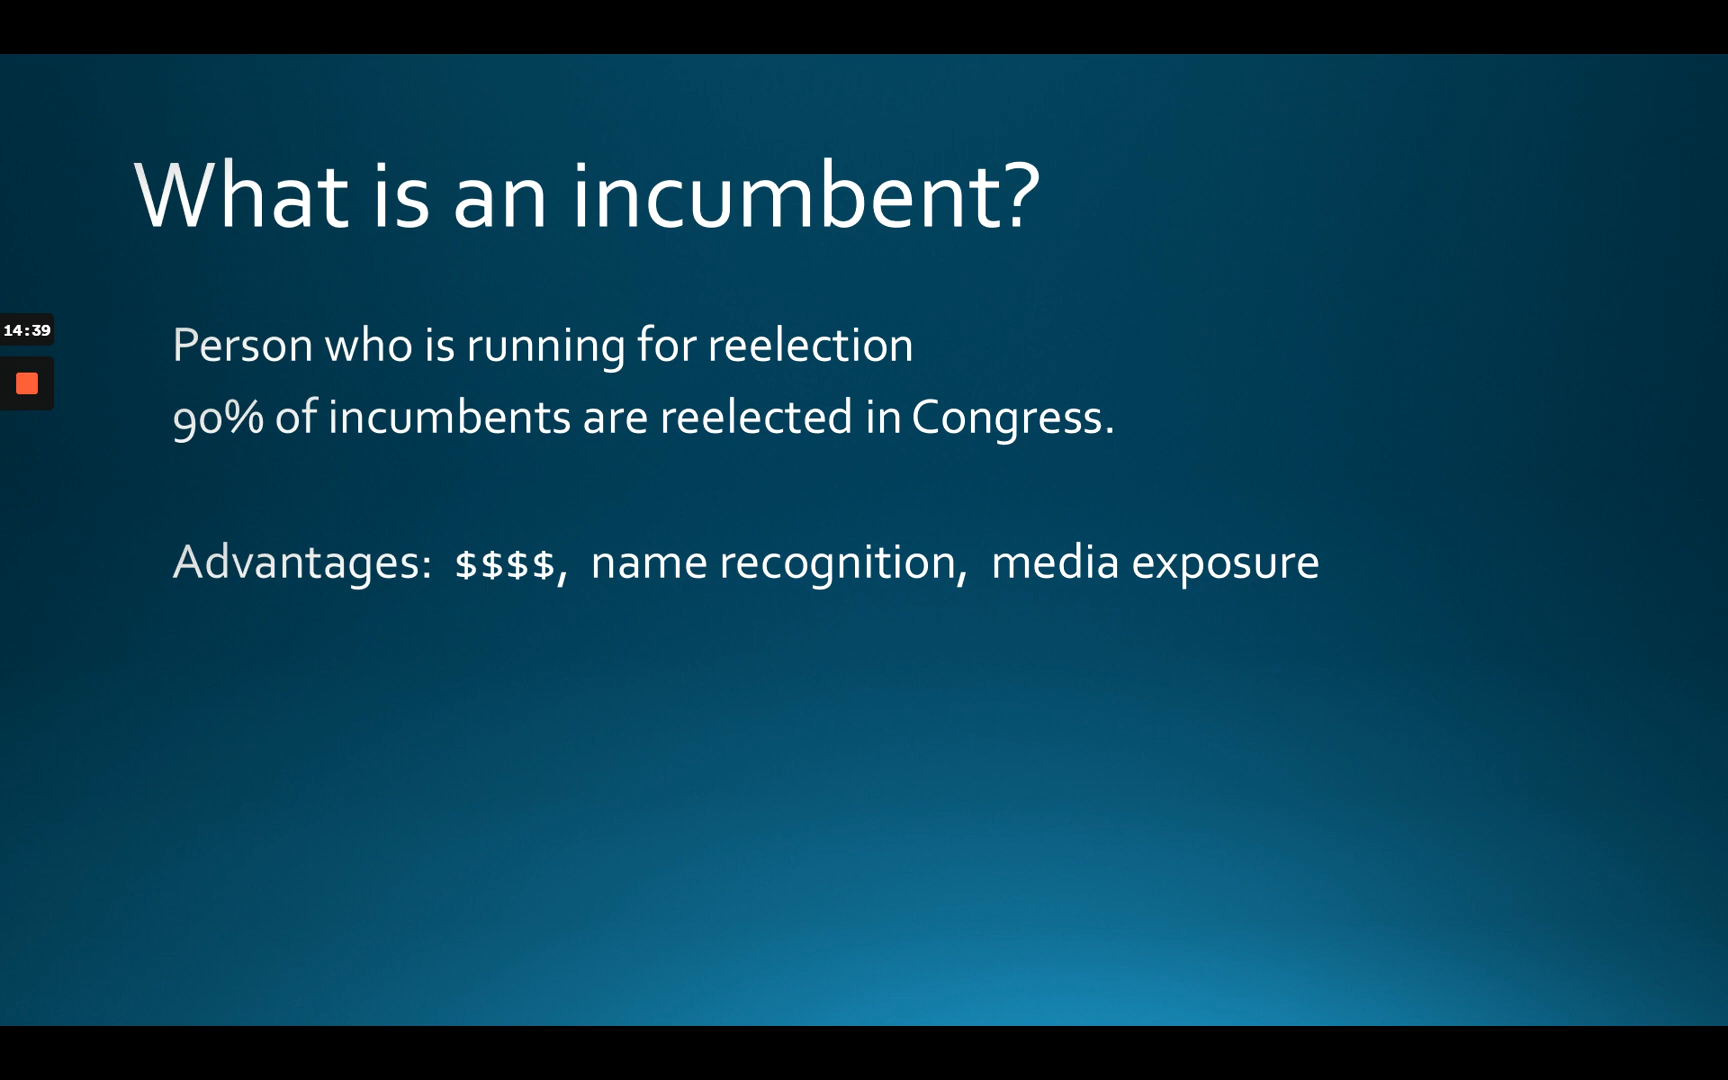 What is an incumbent?
14:39
Person who is running for reelection
90% of incumbents are reelected in Congress.
Advantages:  $$$$,  name recognition,  media exposure